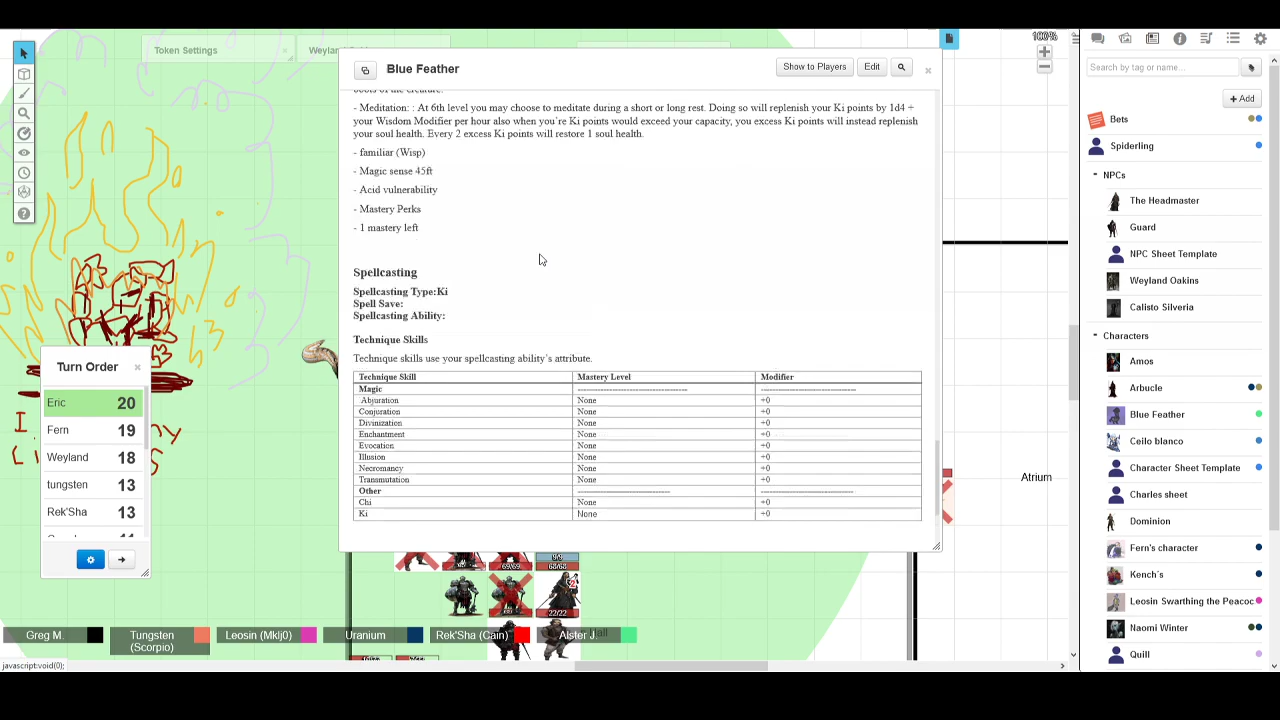 100%
Token Settings
Blue Feather
Show to Players
Edit
- Meditation: : At 6th level you may choose to meditate during a short or long rest. Doing so will replenish your Ki points by 1d4 +
your Wisdom Modifier per hour also when you're Ki points would exceed your capacity, you excess Ki points will instead replenish
your soul health. Every 2 excess Ki points will restore 1 soul health.
- familiar (Wisp)
- Magic sense 45ft
- Acid vulnerability
- Mastery Perks
- 1 mastery left
Spellcasting
Spellcasting Type:Ki
Spell Save:
Spellcasting Ability:
Technique Skills
Technique skills use your spellcasting ability's attribute.
Technique Skill Mastery Level Modifier
Magic
Abjuration None +0
Conjuration None +0
Divinization None +0
Enchantment None +0
Evocation None +0
Illusion None +0
Necromancy None +0
Transmutation None +0
Other
Chi None +0
Ki None +0
Turn Order
Eric 20
Fern 19
Weyland 18
tungsten 13
Rek'Sha 13
Atrium
69/69
68/68
22/22
Greg M.
Tungsten
(Scorpio)
Leosin (Mklj0)
Uranium
Rek'Sha (Cain)
Alster J.
javascript:void(0);
Search by tag or name...
+ Add
Bets
Spiderling
NPCs
The Headmaster
Guard
NPC Sheet Template
Weyland Oakins
Calisto Silveria
Characters
Amos
Arbucle
Blue Feather
Ceilo blanco
Character Sheet Template
Charles sheet
Dominion
Fern's character
Kench's
Leosin Swarthing the Peacoc
Naomi Winter
Quill